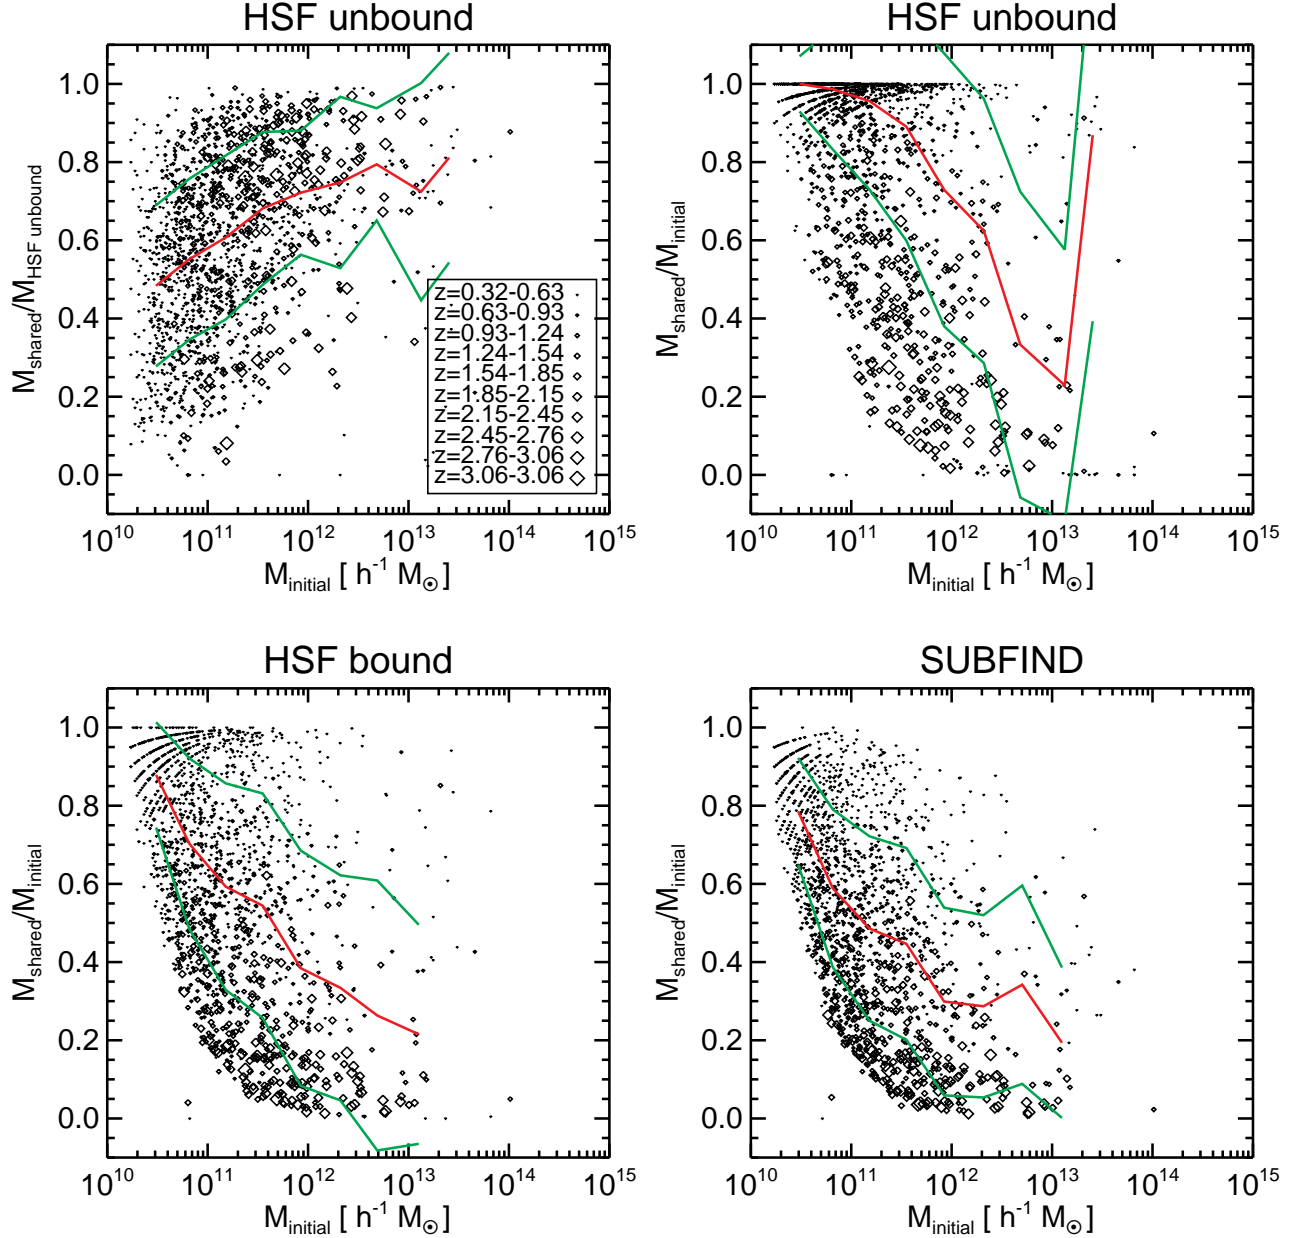 HSF unbound
HSF unbound
1.0
0.8
0.6
0.4
0.2
0.0
M_shared/M_HSF unbound
z=0.32-0.63
z=0.63-0.93
z=0.93-1.24
z=1.24-1.54
z=1.54-1.85
z=1.85-2.15
z=2.15-2.45
z=2.45-2.76
z=2.76-3.06
z=3.06-3.06
10^10 10^11 10^12 10^13 10^14 10^15
M_initial [ h^-1 M_⊙]
1.0
0.8
0.6
0.4
0.2
0.0
M_shared/M_initial
10^10 10^11 10^12 10^13 10^14 10^15
M_initial [ h^-1 M_⊙]
HSF bound
SUBFIND
1.0
0.8
0.6
0.4
0.2
0.0
M_shared/M_initial
10^10 10^11 10^12 10^13 10^14 10^15
M_initial [ h^-1 M_⊙]
1.0
0.8
0.6
0.4
0.2
0.0
M_shared/M_initial
10^10 10^11 10^12 10^13 10^14 10^15
M_initial [ h^-1 M_⊙]